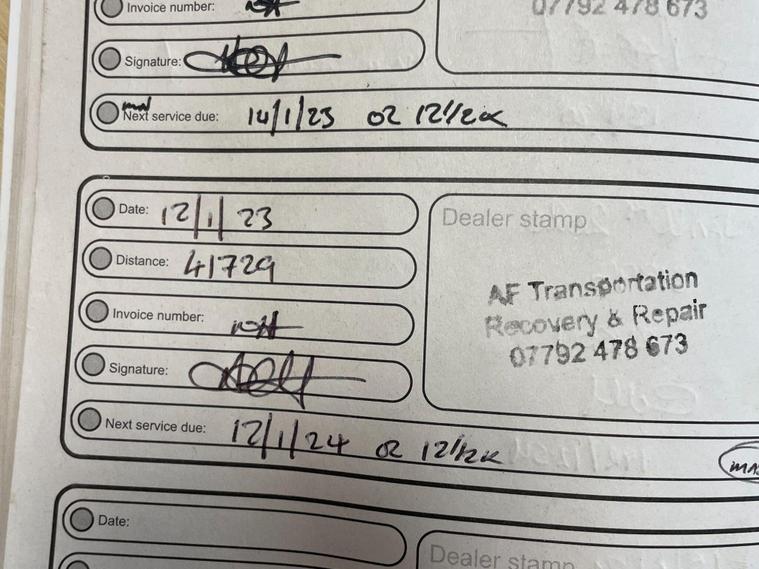 Invoice number:
07792 478 673
Signature:
Next service due: 14/1/23 OR 12 1/2K
Date: 12/1/23
Distance: 41729
Invoice number:
Signature:
Next service due: 12/1/24 OR 12 1/2K
Dealer stamp
AF Transportation
Recovery & Repair
07792 478 673
Date:
Dealer stamp